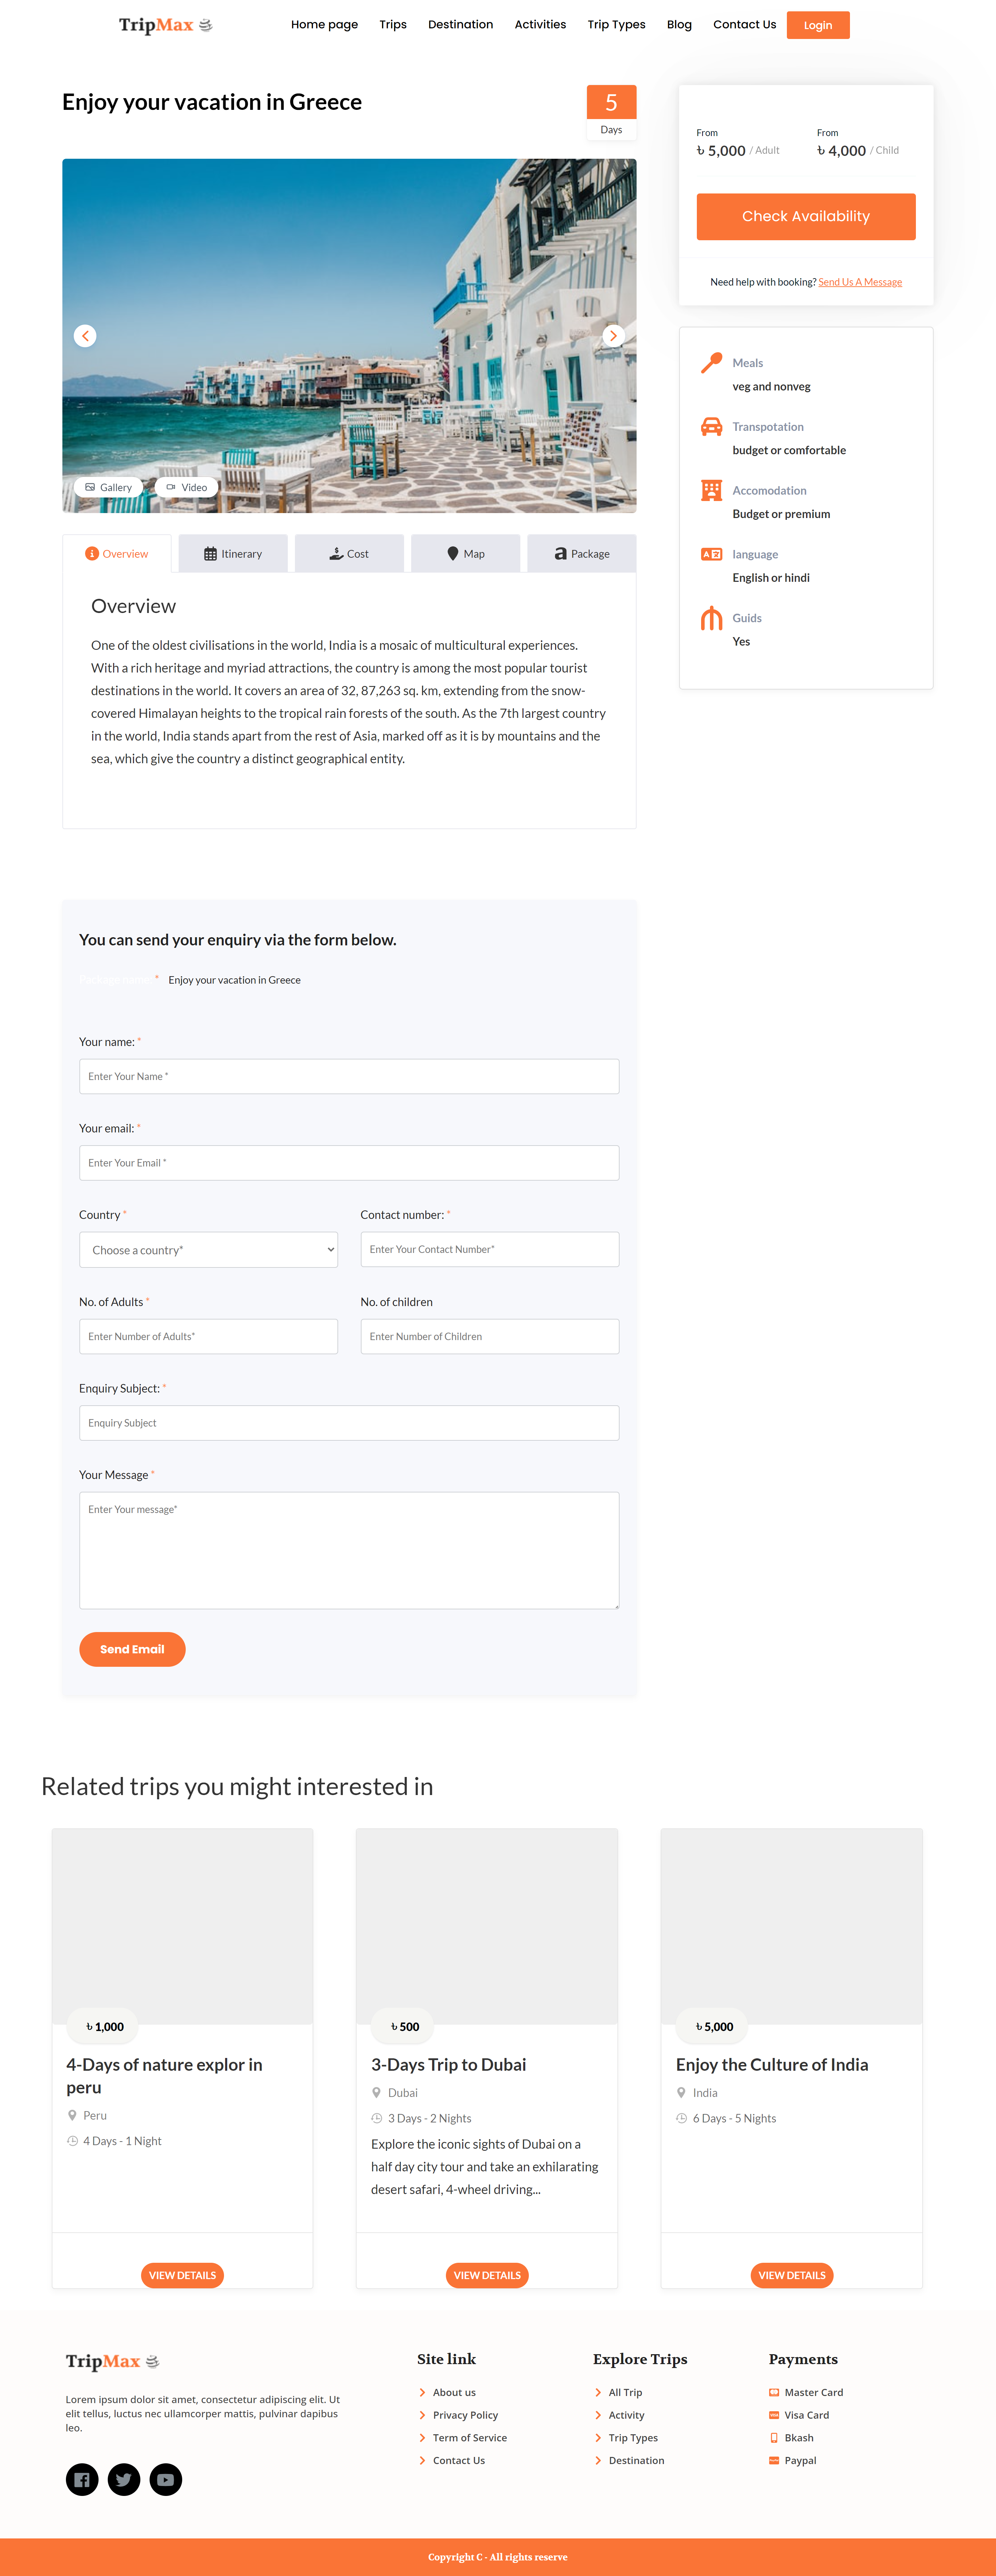 TripMax
Home page Trips Destination Activities Trip Types Blog Contact Us Login
Enjoy your vacation in Greece
5
Days
From
৳ 5,000 / Adult
From
৳ 4,000 / Child
Check Availability
Need help with booking? Send Us A Message
Gallery Video
Meals
veg and nonveg
Transpotation
budget or comfortable
Accomodation
Budget or premium
language
English or hindi
Guids
Yes
Overview Itinerary Cost Map Package
Overview
One of the oldest civilisations in the world, India is a mosaic of multicultural experiences.
With a rich heritage and myriad attractions, the country is among the most popular tourist
destinations in the world. It covers an area of 32, 87,263 sq. km, extending from the snow-
covered Himalayan heights to the tropical rain forests of the south. As the 7th largest country
in the world, India stands apart from the rest of Asia, marked off as it is by mountains and the
sea, which give the country a distinct geographical entity.
You can send your enquiry via the form below.
Package name: * Enjoy your vacation in Greece
Your name: *
Enter Your Name *
Your email: *
Enter Your Email *
Country * Contact number: *
Choose a country* Enter Your Contact Number*
No. of Adults * No. of children
Enter Number of Adults* Enter Number of Children
Enquiry Subject: *
Enquiry Subject
Your Message *
Enter Your message*
Send Email
Related trips you might interested in
৳ 1,000
4-Days of nature explor in
peru
Peru
4 Days - 1 Night
VIEW DETAILS
৳ 500
3-Days Trip to Dubai
Dubai
3 Days - 2 Nights
Explore the iconic sights of Dubai on a
half day city tour and take an exhilarating
desert safari, 4-wheel driving...
VIEW DETAILS
৳ 5,000
Enjoy the Culture of India
India
6 Days - 5 Nights
VIEW DETAILS
TripMax
Lorem ipsum dolor sit amet, consectetur adipiscing elit. Ut
elit tellus, luctus nec ullamcorper mattis, pulvinar dapibus
leo.
Site link
About us
Privacy Policy
Term of Service
Contact Us
Explore Trips
All Trip
Activity
Trip Types
Destination
Payments
Master Card
Visa Card
Bkash
Paypal
Copyright C - All rights reserve